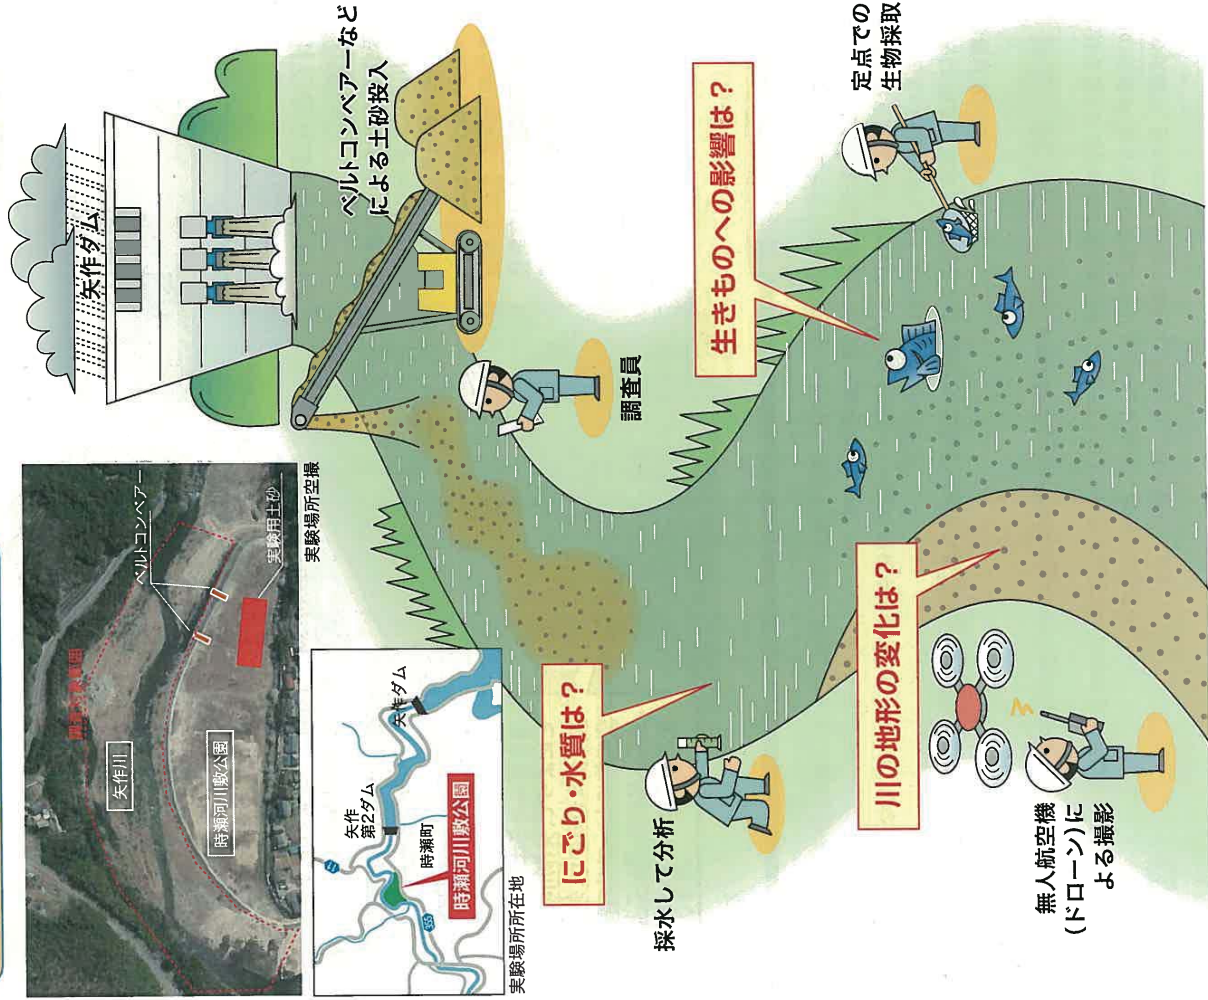 矢作ダム
ベルトコンベアーなど
による土砂投入
調査員
ベルトコンベアー
矢作川
時瀬河川敷公園
実験用土砂
実験場所空撮
矢作ダム
矢作
第2ダム
時瀬町
時瀬河川敷公園
355
実験場所所在地
にごり・水質は？
採水して分析
生きものへの影響は？
定点での
生物採取
川の地形の変化は？
無人航空機
(ドローン)に
よる撮影